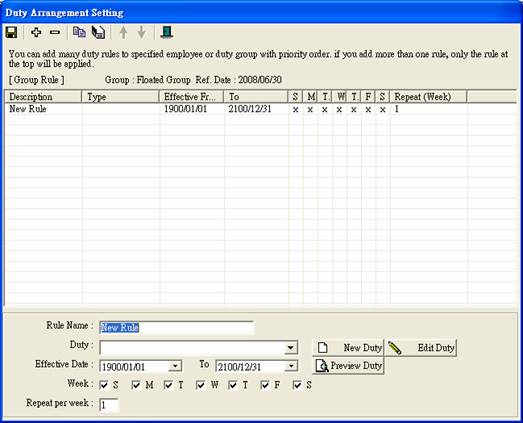 Duty Arrangement Setting
You can add many duty rules to specified employee or duty group with priority order. if you add more than one rule, only the rule at
the top will be applied.
[ Group Rule ] Group : Floated Group Ref. Date : 2008/06/30
Description Type Effective Fr... To S M T. W T. F S Repeat (Week)
New Rule 1900/01/01 2100/12/31 x x x x x x x 1
Rule Name : New Rule
Duty : New Duty Edit Duty
Effective Date : 1900/01/01 To 2100/12/31 Preview Duty
Week : S M T W T F S
Repeat per week : 1